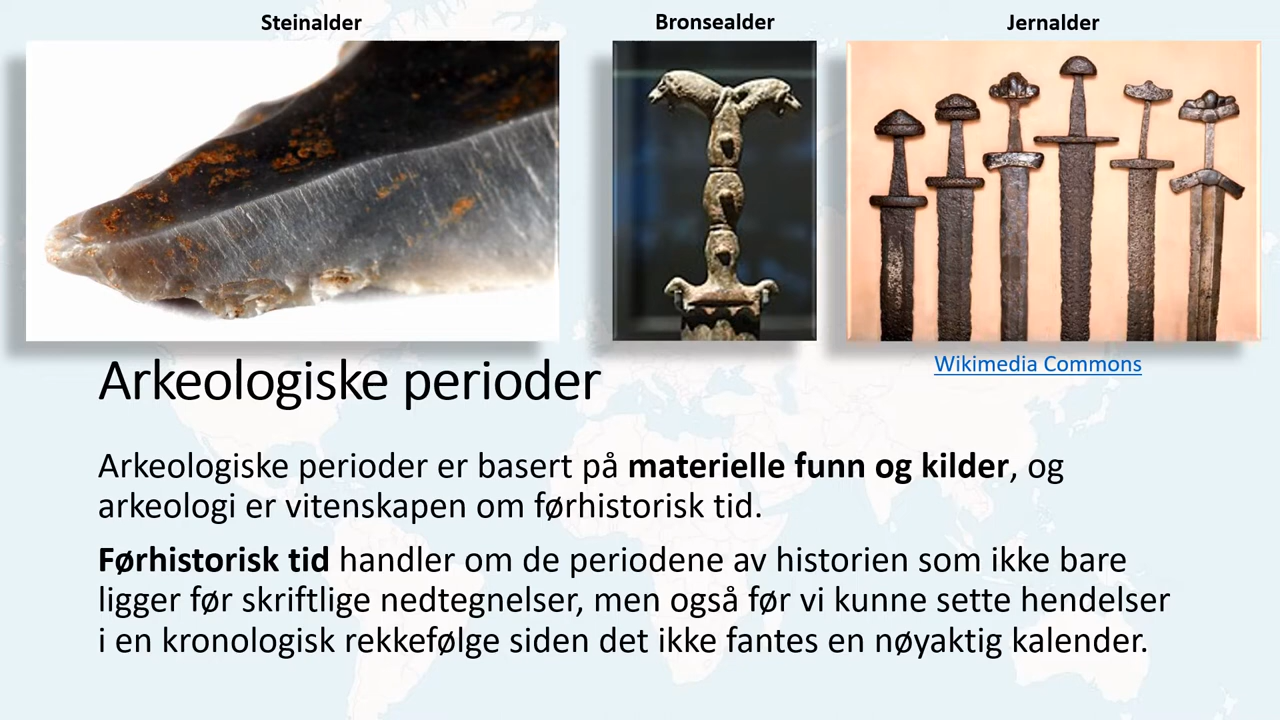 Steinalder
Bronsealder
Jernalder
Wikimedia Commons
Arkeologiske perioder
Arkeologiske perioder er basert på materielle funn og kilder, og
arkeologi er vitenskapen om førhistorisk tid.
Førhistorisk tid handler om de periodene av historien som ikke bare
ligger før skriftlige nedtegnelser, men også før vi kunne sette hendelser
i en kronologisk rekkefølge siden det ikke fantes en nøyaktig kalender.